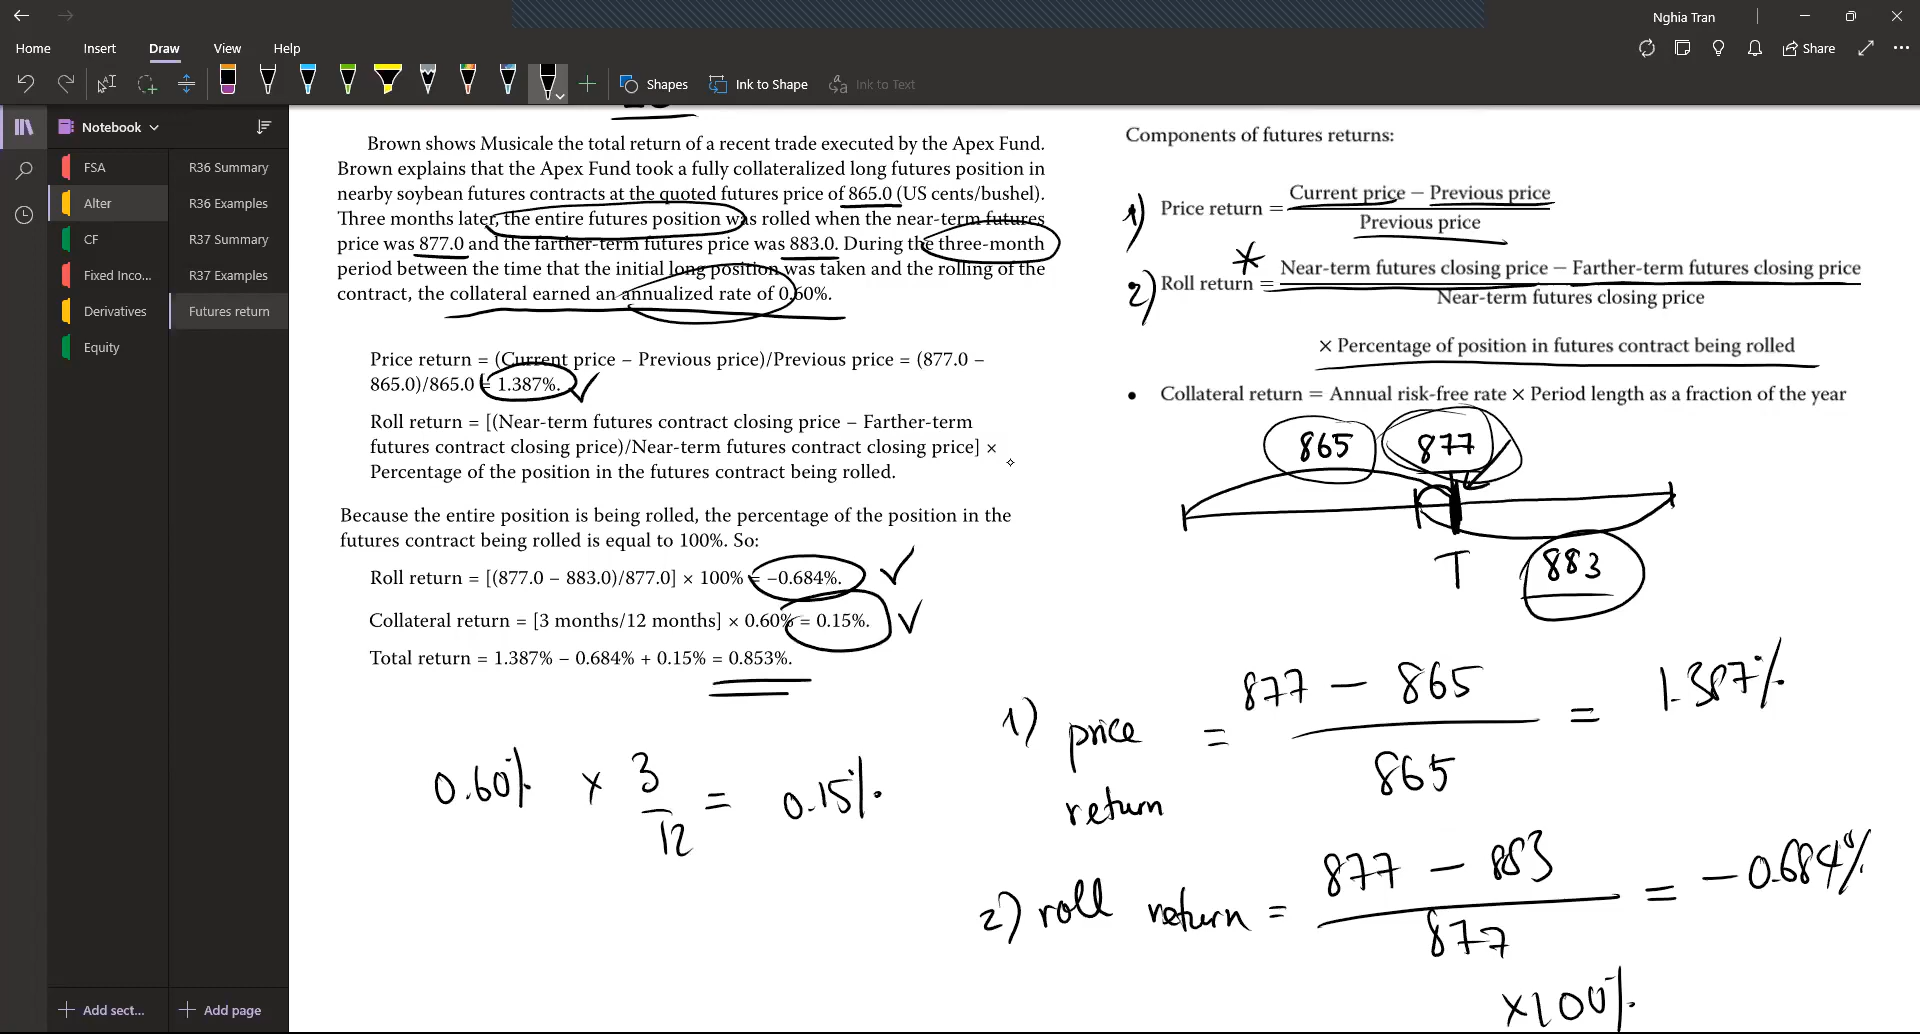 Nghia Tran
Home Insert Draw View Help
Share
Shapes Ink to Shape Ink to Text
Notebook
FSA
Alter
CF
Fixed Inco...
Derivatives
Equity
R36 Summary
R36 Examples
R37 Summary
R37 Examples
Futures return
Add sect...
Add page
Brown shows Musicale the total return of a recent trade executed by the Apex Fund.
Brown explains that the Apex Fund took a fully collateralized long futures position in
nearby soybean futures contracts at the quoted futures price of 865.0 (US cents/bushel).
Three months later, the entire futures position was rolled when the near-term futures
price was 877.0 and the farther-term futures price was 883.0. During the three-month
period between the time that the initial long position was taken and the rolling of the
contract, the collateral earned an annualized rate of 0.60%.
Price return = (Current price – Previous price)/Previous price = (877.0 –
865.0)/865.0 = 1.387%.
Roll return = [(Near-term futures contract closing price – Farther-term
futures contract closing price)/Near-term futures contract closing price] ×
Percentage of the position in the futures contract being rolled.
Because the entire position is being rolled, the percentage of the position in the
futures contract being rolled is equal to 100%. So:
Roll return = [(877.0 – 883.0)/877.0] × 100% = –0.684%.
Collateral return = [3 months/12 months] × 0.60% = 0.15%.
Total return = 1.387% – 0.684% + 0.15% = 0.853%.
0.60% × 3
12 = 0.15%
Components of futures returns:
1) Price return = Current price – Previous price
Previous price
2) Roll return = Near-term futures closing price – Farther-term futures closing price
Near-term futures closing price
× Percentage of position in futures contract being rolled
• Collateral return = Annual risk-free rate × Period length as a fraction of the year
865 877
T 883
1) price return = 877 – 865
865 = 1.387%
2) roll return = 877 – 883
877 = –0.684%
×100%